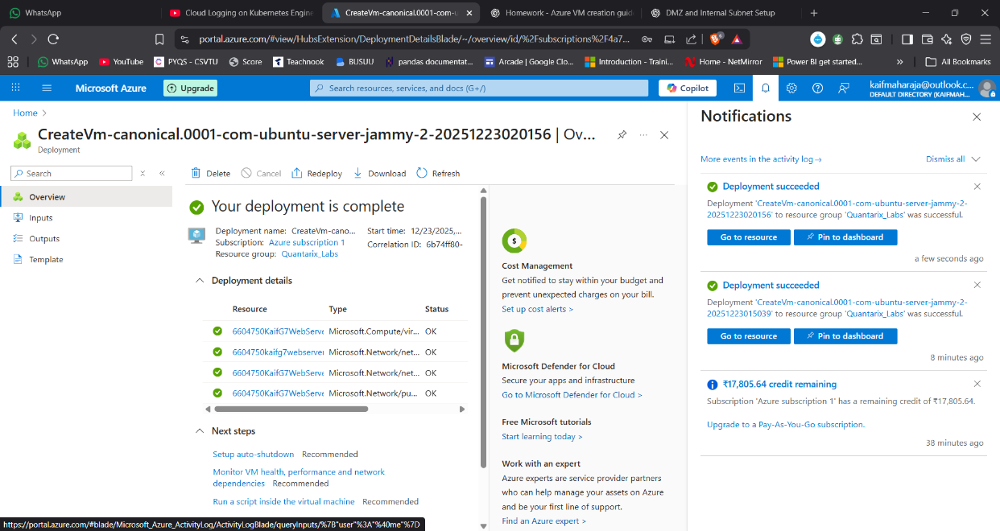 WhatsApp
Cloud Logging on Kubernetes Engine
CreateVm-canonical.0001-com-u
Homework - Azure VM creation guid
DMZ and Internal Subnet Setup
portal.azure.com/#view/HubsExtension/DeploymentDetailsBlade/~/overview/id/%2Fsubscriptions%2F4a7...
WhatsApp
YouTube
PYQS - CSVTU
Score
Teachnook
BUSUU
pandas documentat...
Arcade | Google Clo...
Introduction - Traini...
Home - NetMirror
Power BI get started...
»
All Bookmarks
Microsoft Azure
Upgrade
Search resources, services, and docs (G+/)
Copilot
kaifmaharaja@outlook.c...
DEFAULT DIRECTORY (KAIFMAH...
Home >
CreateVm-canonical.0001-com-ubuntu-server-jammy-2-20251223020156 | Ov...
Deployment
Search
Overview
Inputs
Outputs
Template
Delete
Cancel
Redeploy
Download
Refresh
Your deployment is complete
Deployment name: CreateVm-cano...
Subscription: Azure subscription 1
Resource group: Quantarix_Labs
Start time: 12/23/2025,...
Correlation ID: 6b74ff80-
Deployment details
Resource Type Status
6604750KaifG7WebServe Microsoft.Compute/vir... OK
6604750kaifg7webserver Microsoft.Network/net... OK
6604750KaifG7WebServe Microsoft.Network/net... OK
6604750KaifG7WebServe Microsoft.Network/pu... OK
Next steps
Setup auto-shutdown Recommended
Monitor VM health, performance and network
dependencies Recommended
Run a script inside the virtual machine Recommended
Cost Management
Get notified to stay within your budget and
prevent unexpected charges on your bill.
Set up cost alerts >
Microsoft Defender for Cloud
Secure your apps and infrastructure
Go to Microsoft Defender for Cloud >
Free Microsoft tutorials
Start learning today >
Work with an expert
Azure experts are service provider partners
who can help manage your assets on Azure
and be your first line of support.
Find an Azure expert >
Notifications
More events in the activity log →
Dismiss all
Deployment succeeded
Deployment 'CreateVm-canonical.0001-com-ubuntu-server-jammy-2-
20251223020156' to resource group 'Quantarix_Labs' was successful.
Go to resource
Pin to dashboard
a few seconds ago
Deployment succeeded
Deployment 'CreateVm-canonical.0001-com-ubuntu-server-jammy-2-
20251223015039' to resource group 'Quantarix_Labs' was successful.
Go to resource
Pin to dashboard
8 minutes ago
₹17,805.64 credit remaining
Subscription 'Azure subscription 1' has a remaining credit of ₹17,805.64.
Upgrade to a Pay-As-You-Go subscription.
38 minutes ago
https://portal.azure.com/#blade/Microsoft_Azure_ActivityLog/ActivityLogBlade/queryInputs/%7B"user"%3A"%40me"%7D